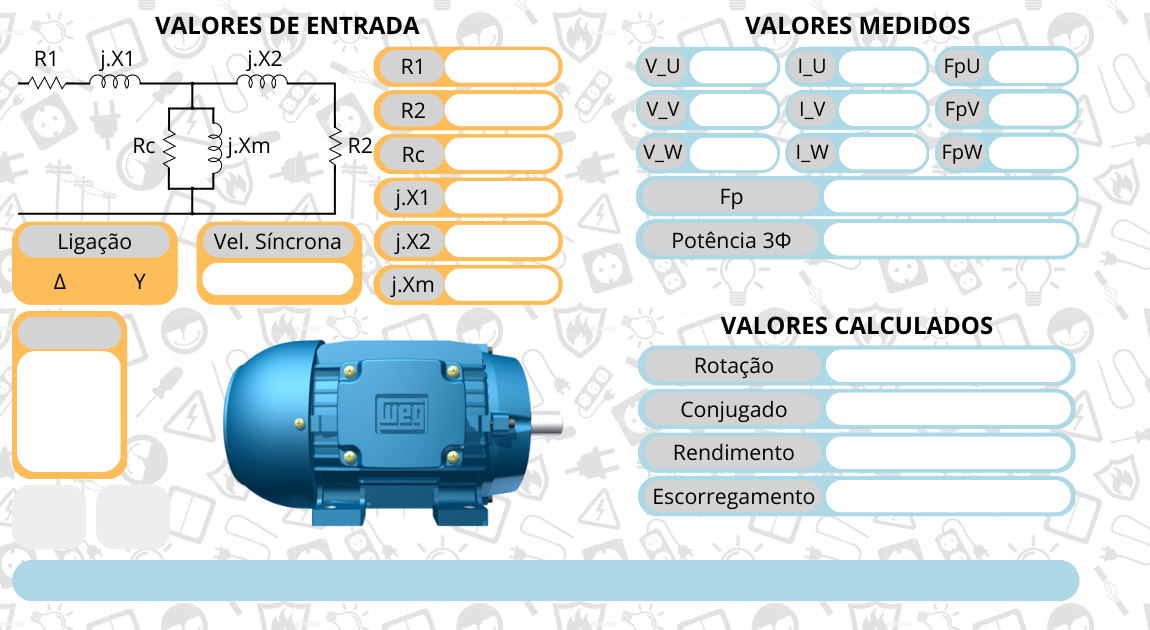 VALORES DE ENTRADA
R1
j.X1
j.X2
Rc
j.Xm
R2
R1
R2
Rc
j.X1
j.X2
j.Xm
Ligação
Δ Y
Vel. Síncrona
weg
VALORES MEDIDOS
V_U I_U FpU
V_V I_V FpV
V_W I_W FpW
Fp
Potência 3Φ
VALORES CALCULADOS
Rotação
Conjugado
Rendimento
Escorregamento